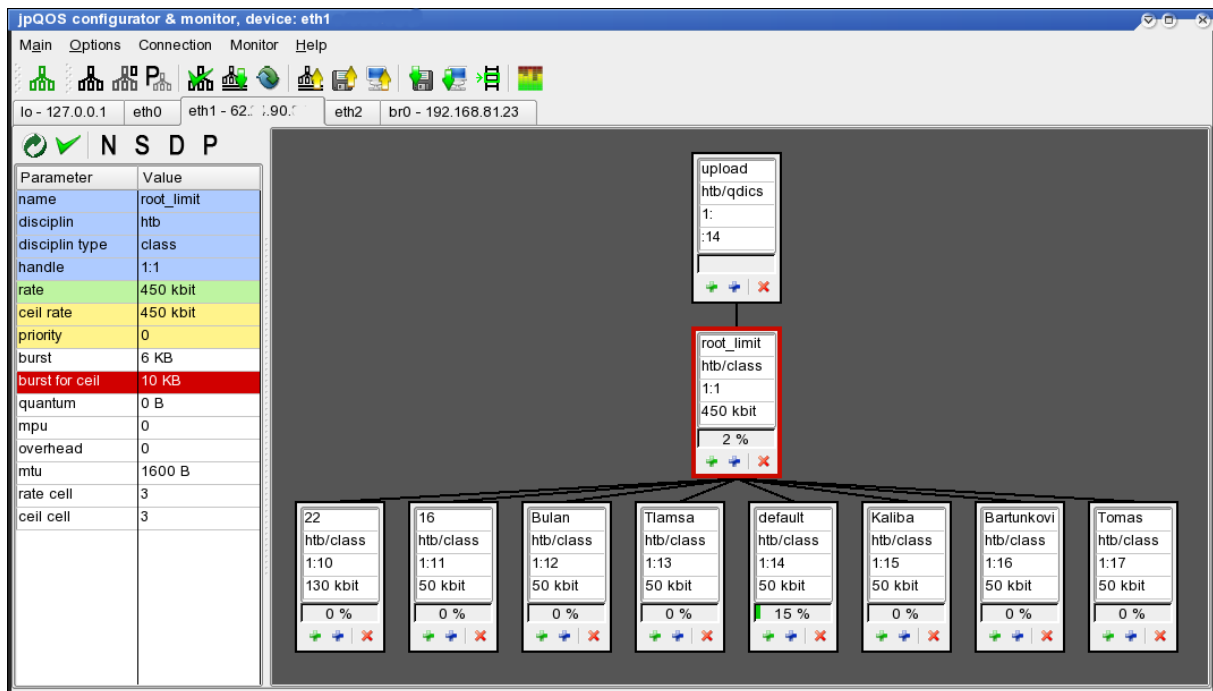 jpQOS configurator & monitor, device: eth1
Main Options Connection Monitor Help
lo - 127.0.0.1 eth0 eth1 - 62. .90. eth2 br0 - 192.168.81.23
N S D P
Parameter Value
name root_limit
disciplin htb
disciplin type class
handle 1:1
rate 450 kbit
ceil rate 450 kbit
priority 0
burst 6 KB
burst for ceil 10 KB
quantum 0 B
mpu 0
overhead 0
mtu 1600 B
rate cell 3
ceil cell 3
upload
htb/qdics
1:
:14
root_limit
htb/class
1:1
450 kbit
2 %
22
htb/class
1:10
130 kbit
0 %
16
htb/class
1:11
50 kbit
0 %
Bulan
htb/class
1:12
50 kbit
0 %
Tlamsa
htb/class
1:13
50 kbit
0 %
default
htb/class
1:14
50 kbit
15 %
Kaliba
htb/class
1:15
50 kbit
0 %
Bartunkovi
htb/class
1:16
50 kbit
0 %
Tomas
htb/class
1:17
50 kbit
0 %